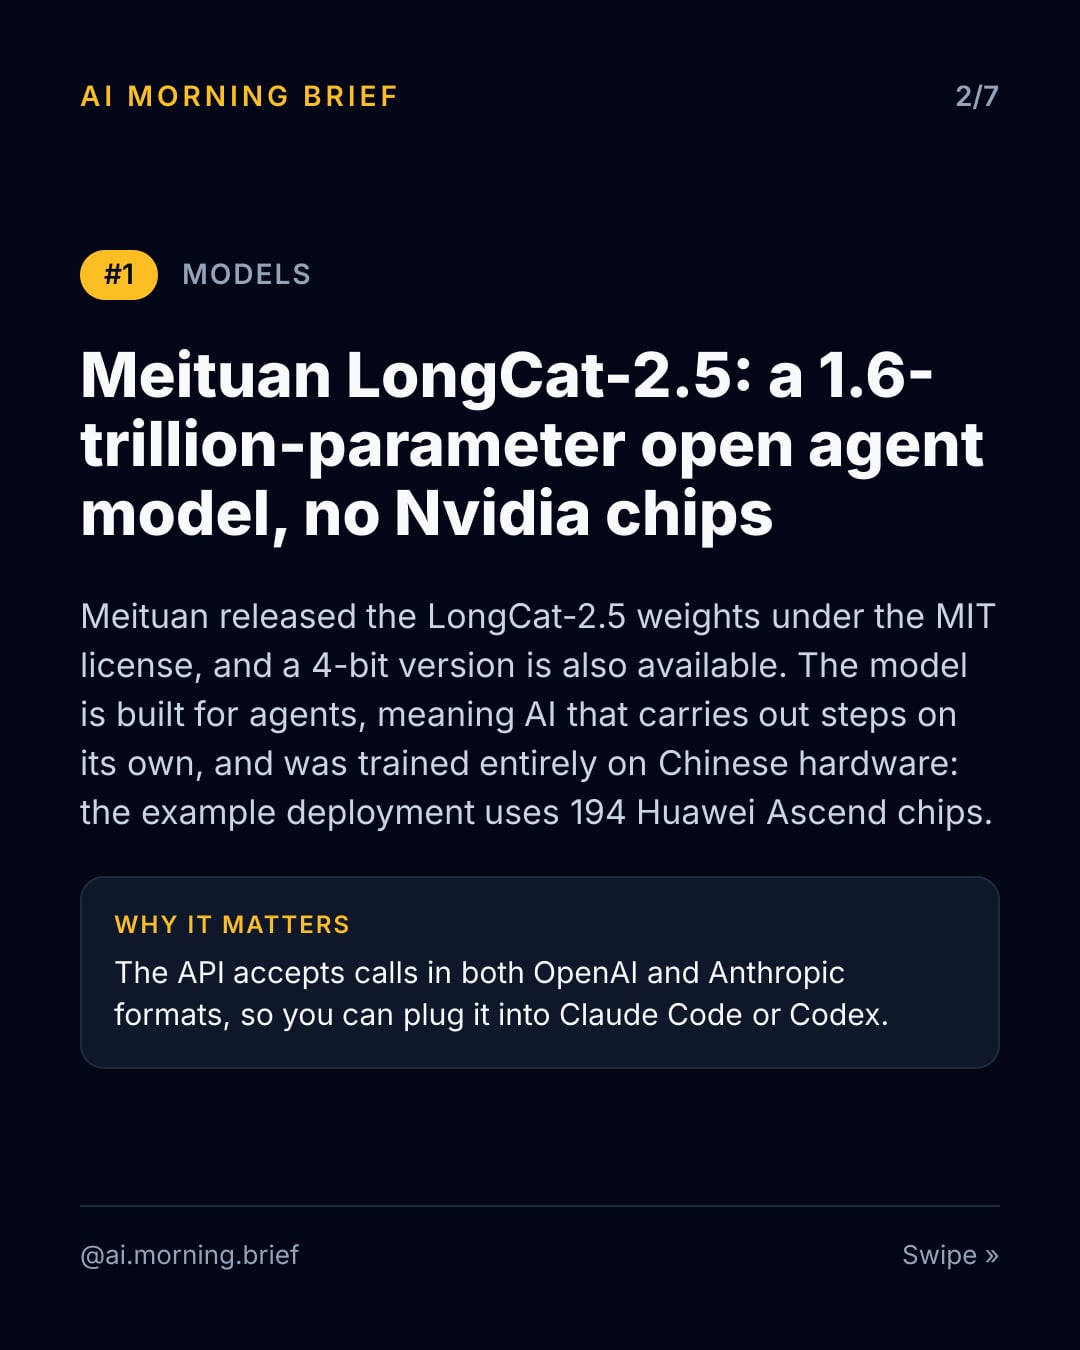 AI MORNING BRIEF
2/7
#1 MODELS
Meituan LongCat-2.5: a 1.6-
trillion-parameter open agent
model, no Nvidia chips
Meituan released the LongCat-2.5 weights under the MIT
license, and a 4-bit version is also available. The model
is built for agents, meaning AI that carries out steps on
its own, and was trained entirely on Chinese hardware:
the example deployment uses 194 Huawei Ascend chips.
WHY IT MATTERS
The API accepts calls in both OpenAI and Anthropic
formats, so you can plug it into Claude Code or Codex.
@ai.morning.brief
Swipe »